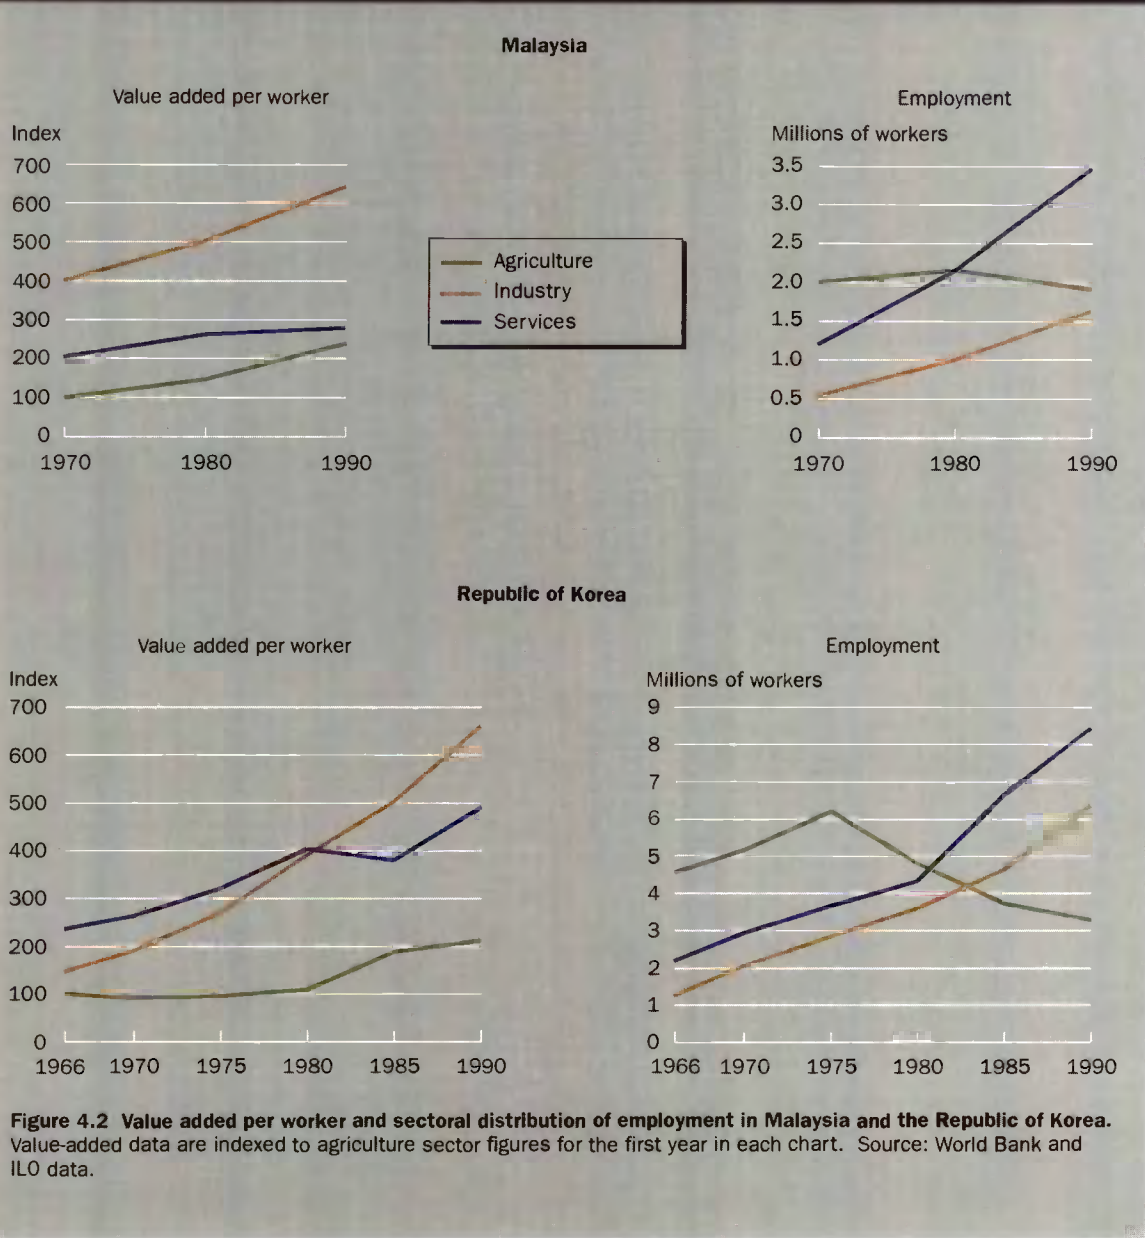 Malaysia
Value added per worker
Employment
Index
Millions of workers
700
600
500
400
300
200
100
0
1970 1980 1990
Agriculture
Industry
Services
3.5
3.0
2.5
2.0
1.5
1.0
0.5
0
1970 1980 1990
Republic of Korea
Value added per worker
Employment
Index
Millions of workers
700
600
500
400
300
200
100
0
1966 1970 1975 1980 1985 1990
9
8
7
6
5
4
3
2
1
0
1966 1970 1975 1980 1985 1990
Figure 4.2 Value added per worker and sectoral distribution of employment in Malaysia and the Republic of Korea.
Value-added data are indexed to agriculture sector figures for the first year in each chart. Source: World Bank and
ILO data.